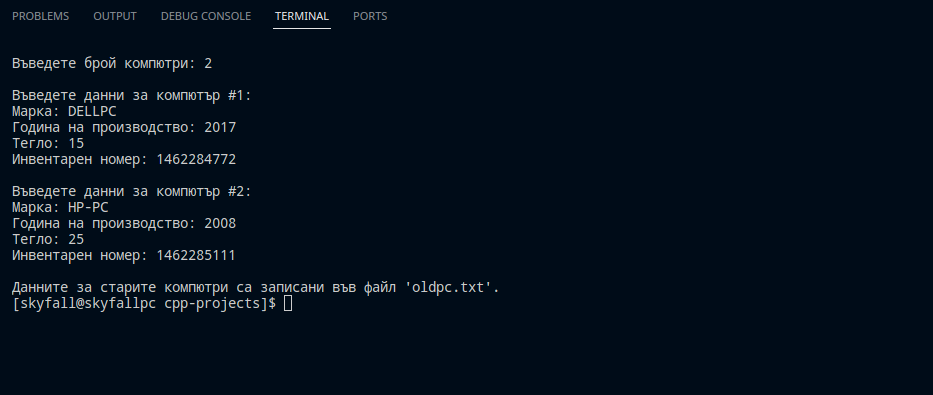 PROBLEMS OUTPUT DEBUG CONSOLE TERMINAL PORTS
Въведете брой компютри: 2
Въведете данни за компютър #1:
Марка: DELLPC
Година на производство: 2017
Тегло: 15
Инвентарен номер: 1462284772
Въведете данни за компютър #2:
Марка: HP-PC
Година на производство: 2008
Тегло: 25
Инвентарен номер: 1462285111
Данните за старите компютри са записани във файл 'oldpc.txt'.
[skyfall@skyfallpc cpp-projects]$